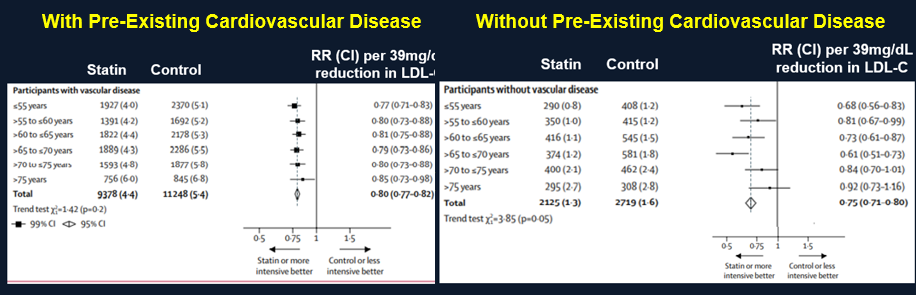 With Pre-Existing Cardiovascular Disease
Statin Control RR (CI) per 39mg/d
reduction in LDL-
Participants with vascular disease
≤55 years 1927 (4·0) 2370 (5·1) 0·77 (0·71–0·83)
>55 to ≤60 years 1391 (4·2) 1692 (5·2) 0·80 (0·73–0·88)
>60 to ≤65 years 1822 (4·4) 2178 (5·3) 0·81 (0·75–0·88)
>65 to ≤70 years 1889 (4·3) 2286 (5·5) 0·79 (0·73–0·86)
>70 to ≤75 years 1593 (4·8) 1877 (5·8) 0·80 (0·73–0·88)
>75 years 756 (6·0) 845 (6·8) 0·85 (0·73–0·98)
Total 9378 (4·4) 11248 (5·4) 0·80 (0·77–0·82)
Trend test χ²₁=1·42 (p=0·2)
99% CI 95% CI
0·5 0·75 1 1·5
Statin or more intensive better
Control or less intensive better
Without Pre-Existing Cardiovascular Disease
Statin Control RR (CI) per 39mg/dL
reduction in LDL-C
Participants without vascular disease
≤55 years 290 (0·8) 408 (1·2) 0·68 (0·56–0·83)
>55 to ≤60 years 350 (1·0) 415 (1·2) 0·81 (0·67–0·99)
>60 to ≤65 years 416 (1·1) 545 (1·5) 0·73 (0·61–0·87)
>65 to ≤70 years 374 (1·2) 581 (1·8) 0·61 (0·51–0·73)
>70 to ≤75 years 400 (2·1) 462 (2·4) 0·84 (0·70–1·01)
>75 years 295 (2·7) 308 (2·8) 0·92 (0·73–1·16)
Total 2125 (1·3) 2719 (1·6) 0·75 (0·71–0·80)
Trend test χ²₁=3·85 (p=0·05)
0·5 0·75 1 1·5
Statin or more intensive better
Control or less intensive better